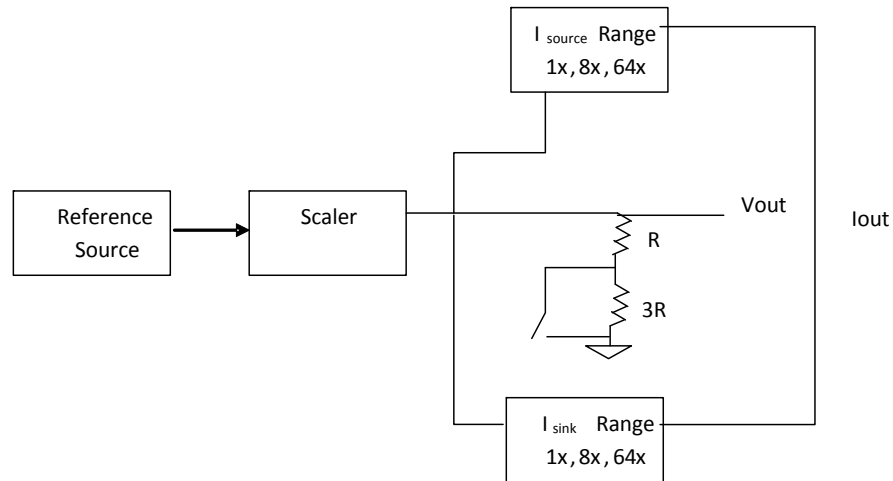 I source Range
1x, 8x, 64x
Reference
Source
Scaler
Vout
Iout
R
3R
I sink Range
1x, 8x, 64x